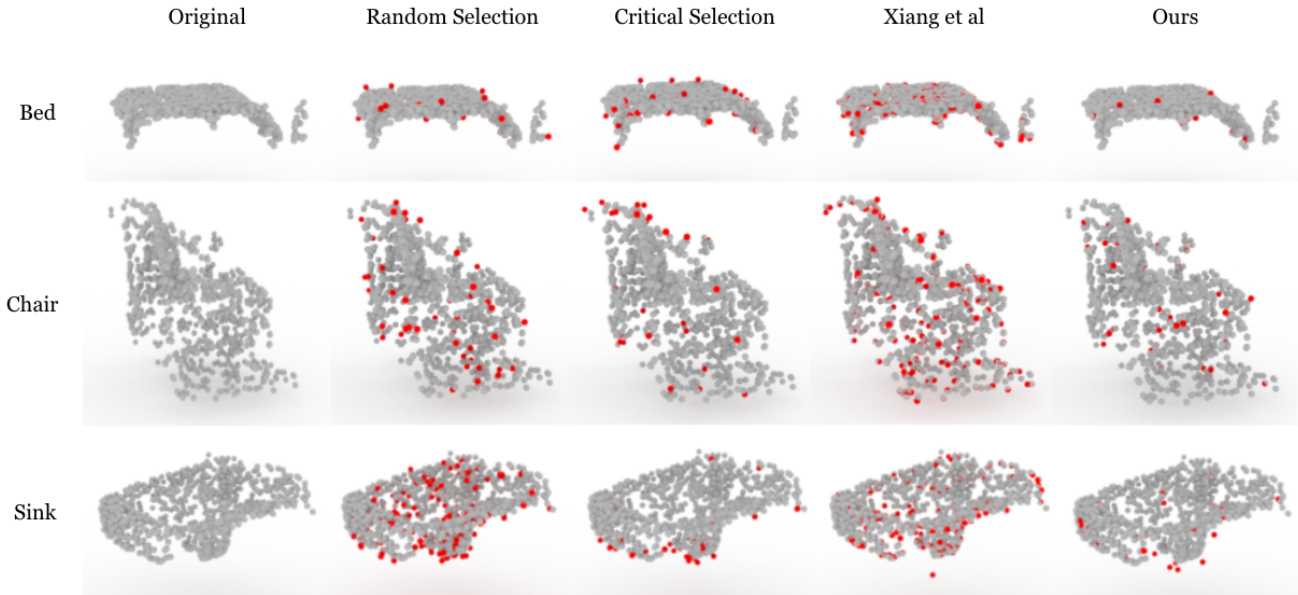 Original Random Selection Critical Selection Xiang et al Ours
Bed
Chair
Sink